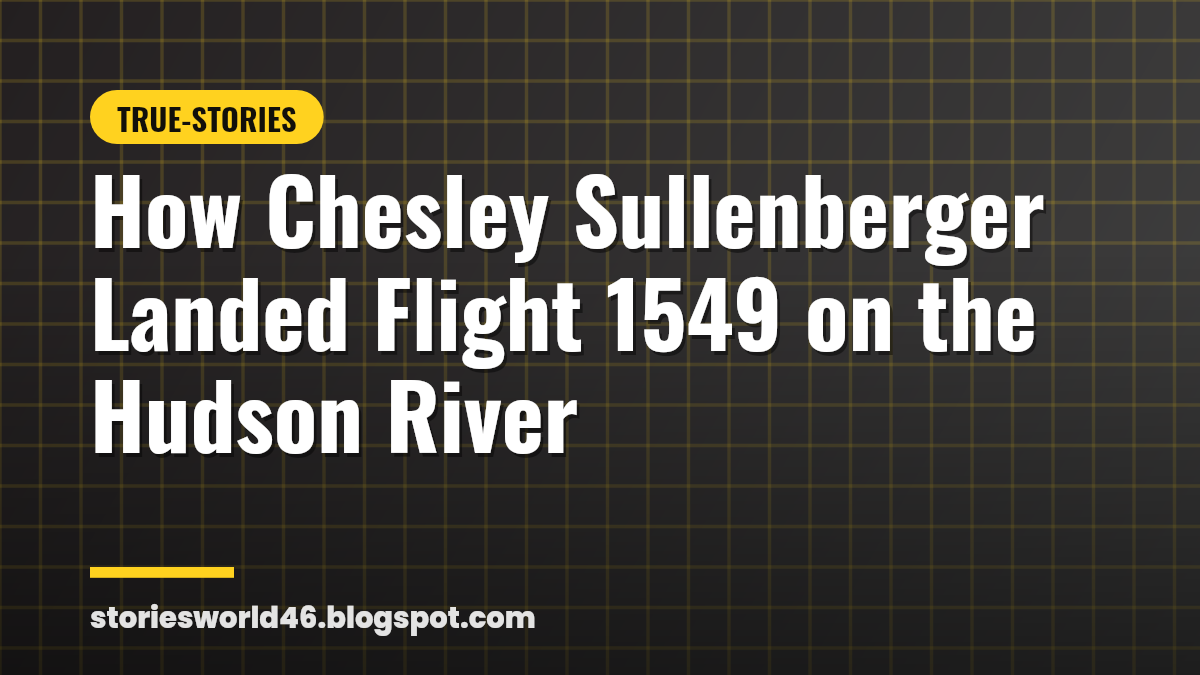 TRUE-STORIES
How Chesley Sullenberger
Landed Flight 1549 on the
Hudson River
storiesworld46.blogspot.com